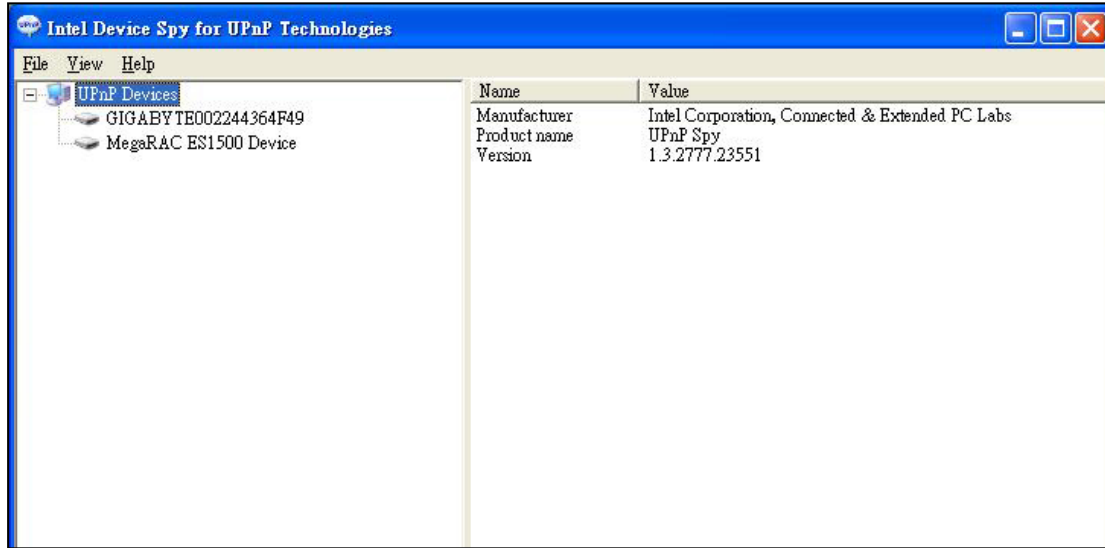 Intel Device Spy for UPnP Technologies
File View Help
UPnP Devices
GIGABYTE002244364F49
MegaRAC ES1500 Device
Name Value
Manufacturer Intel Corporation, Connected & Extended PC Labs
Product name UPnP Spy
Version 1.3.2777.23551